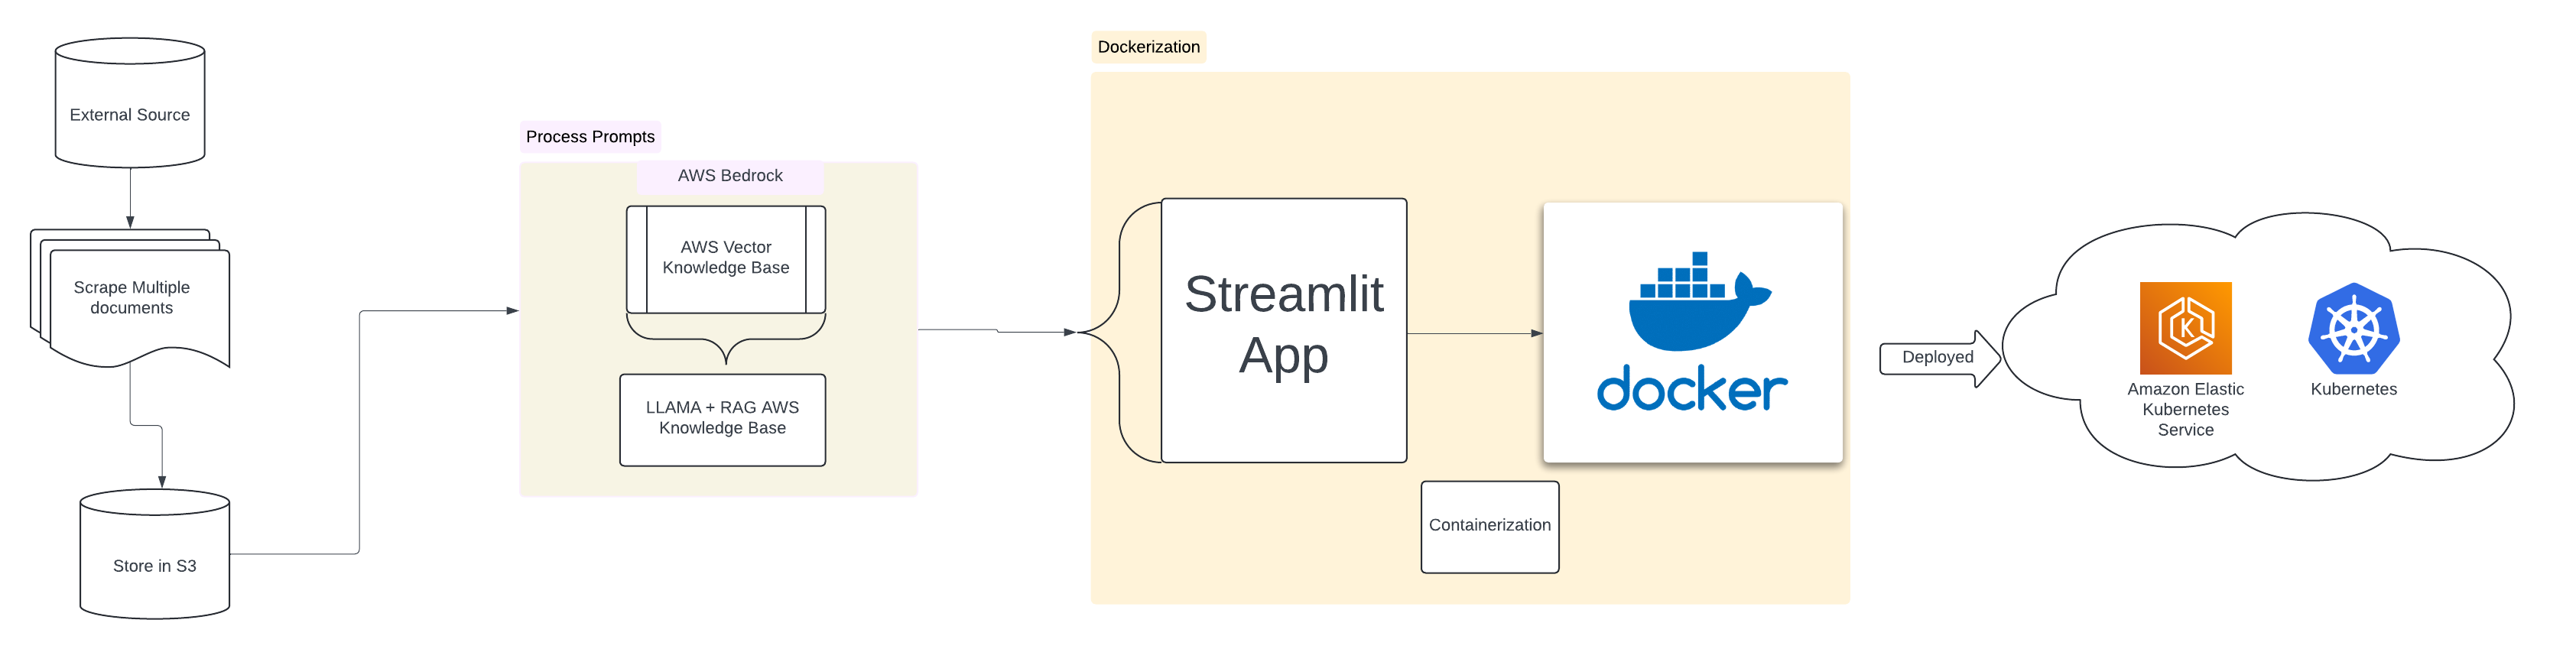 External Source
Scrape Multiple
documents
Store in S3
Process Prompts
AWS Bedrock
AWS Vector
Knowledge Base
LLAMA + RAG AWS
Knowledge Base
Dockerization
Streamlit
App
docker
Containerization
Deployed
K
Amazon Elastic
Kubernetes
Service
Kubernetes